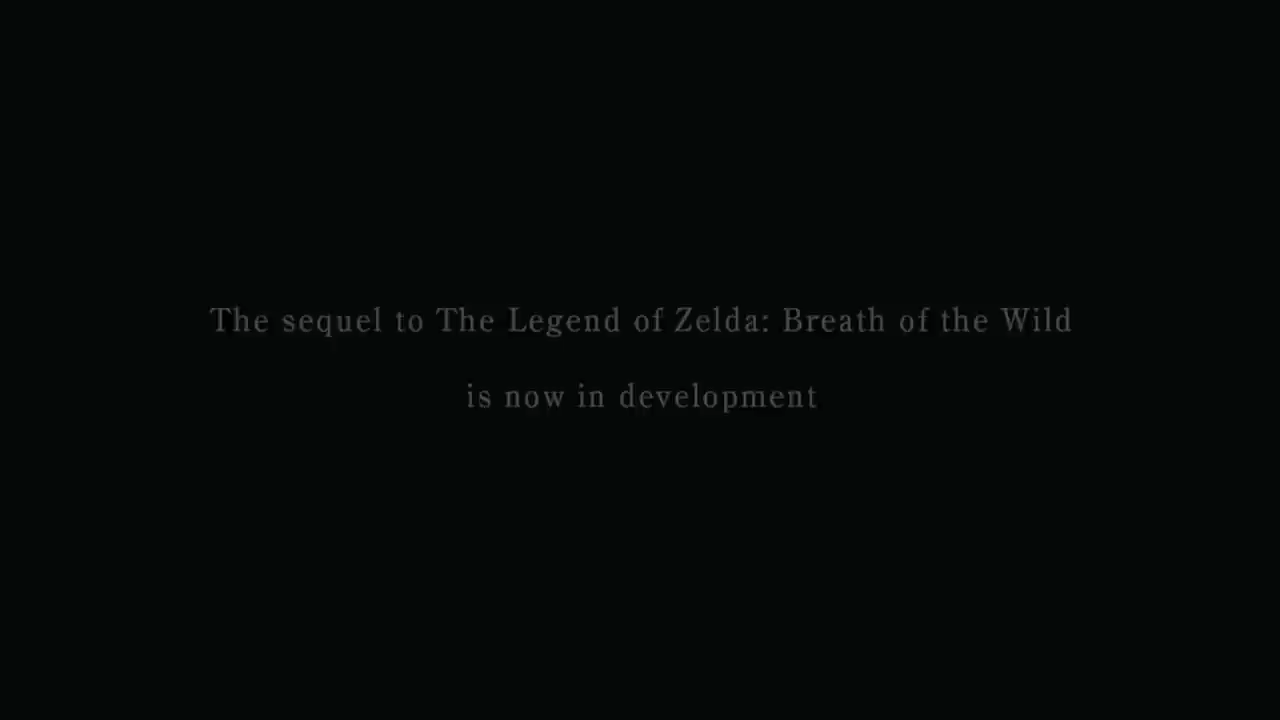 The sequel to The Legend of Zelda: Breath of the Wild
is now in development